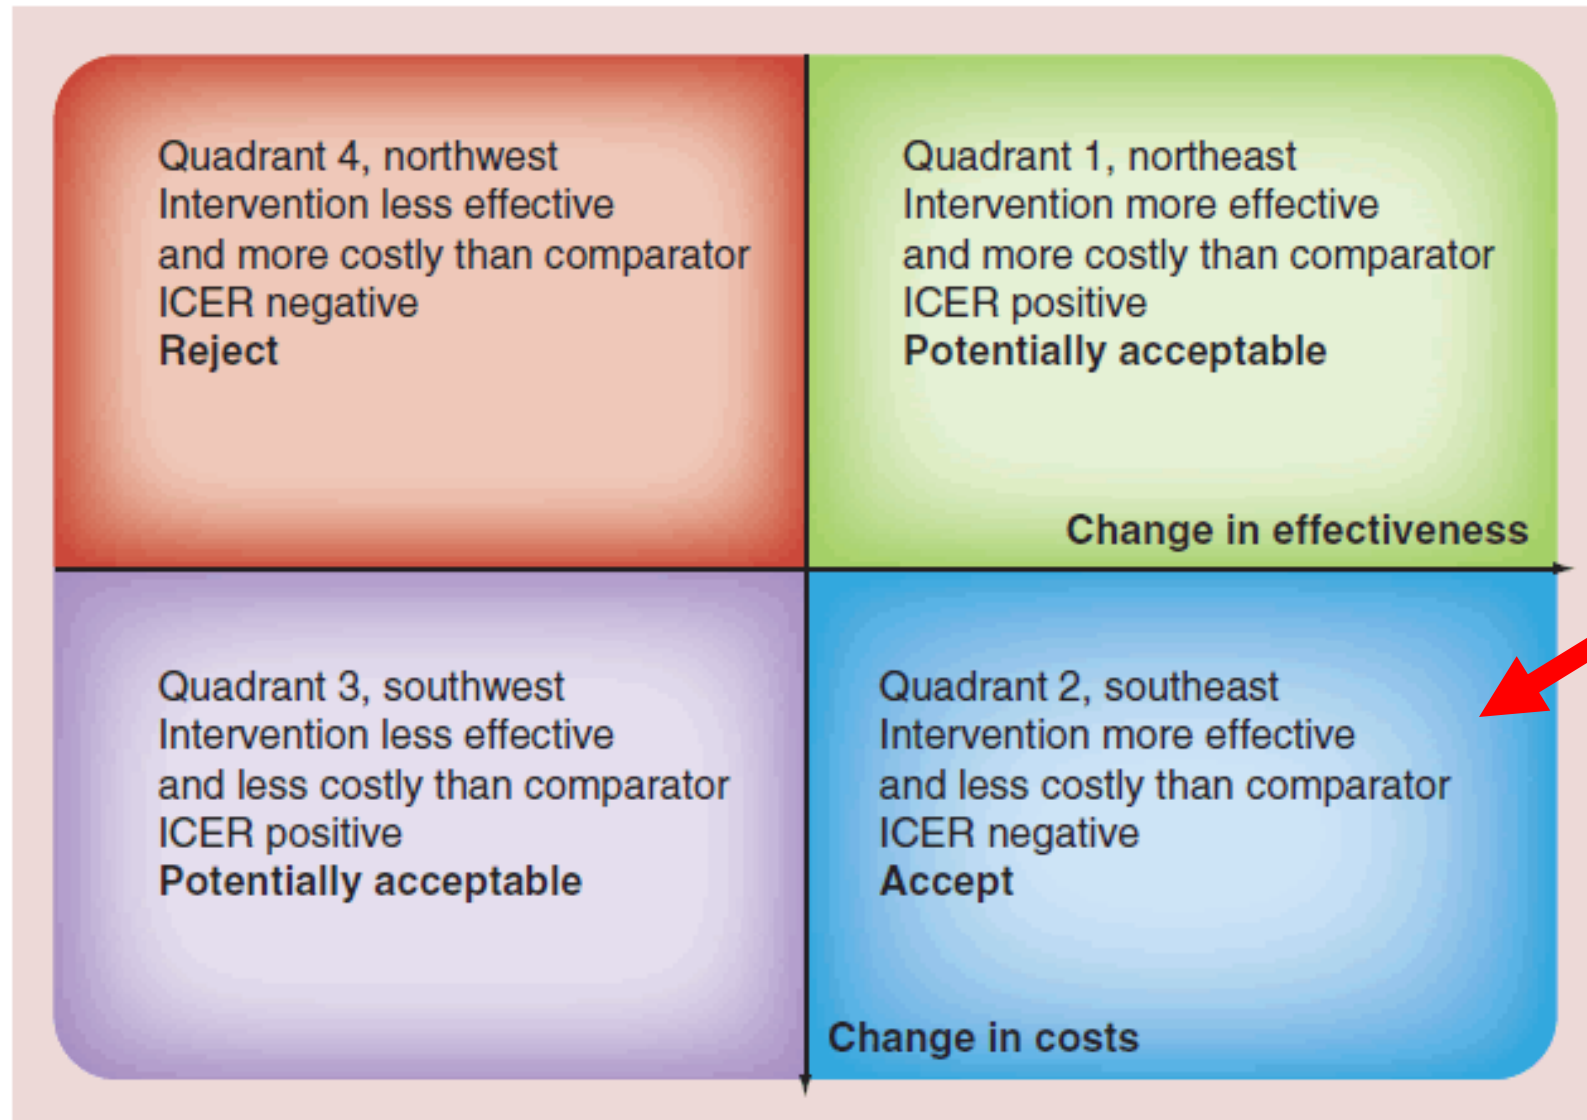 Quadrant 4, northwest
Intervention less effective
and more costly than comparator
ICER negative
Reject
Quadrant 1, northeast
Intervention more effective
and more costly than comparator
ICER positive
Potentially acceptable
Change in effectiveness
Quadrant 3, southwest
Intervention less effective
and less costly than comparator
ICER positive
Potentially acceptable
Quadrant 2, southeast
Intervention more effective
and less costly than comparator
ICER negative
Accept
Change in costs